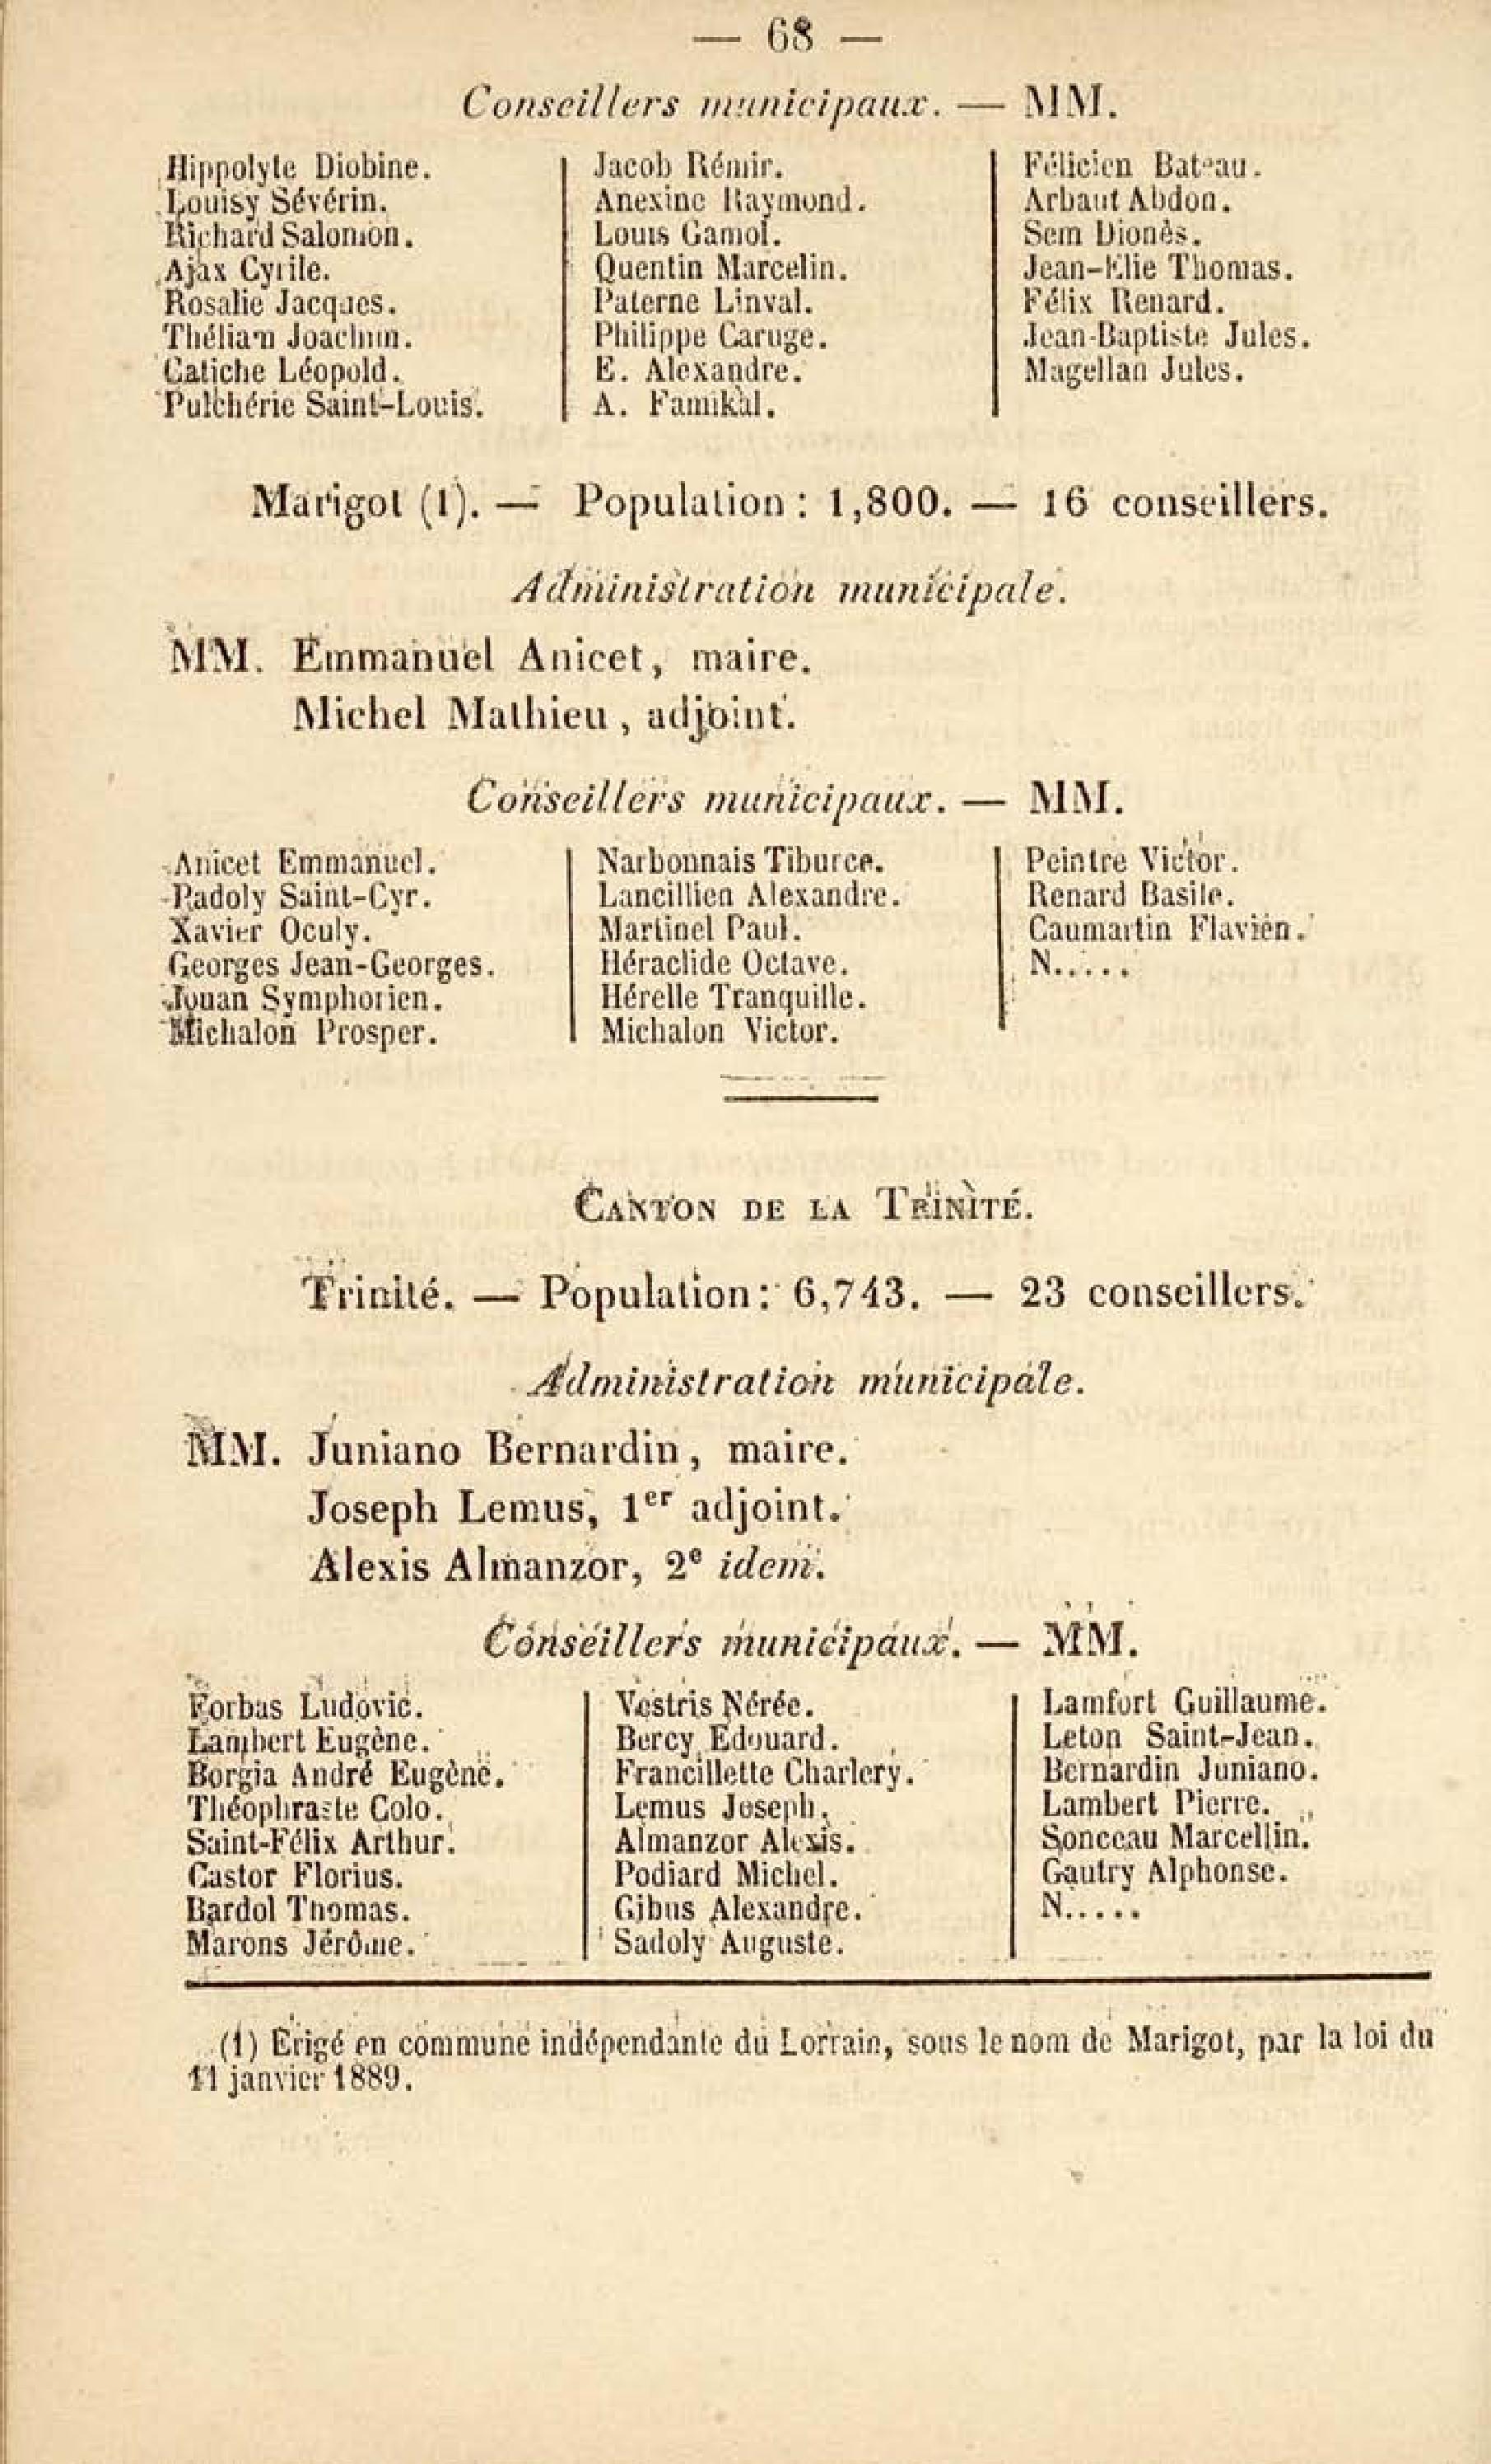 — 68 —
Conseillers municipaux. — MM.
Hippolyte Diobine.
Louisy Sévérin.
Richard Salomon.
Ajax Cyrile.
Rosalie Jacques.
Thélian Joachim.
Catiche Léopold.
Pulchérie Saint-Louis.
Jacob Rémir.
Anexinc Raymond.
Louis Gamol.
Quentin Marcelin.
Paterne Linval.
Philippe Caruge.
E. Alexandre.
A. Famikal.
Félicien Bateau.
Arbaut Abdon.
Sem Dionès.
Jean-Elie Thomas.
Félix Renard.
Jean-Baptiste Jules.
Magellan Jules.
Marigot (1). — Population : 1,800. — 16 conseillers.
Administration municipale.
MM. Emmanuel Anicet, maire.
Michel Mathieu, adjoint.
Conseillers municipaux. — MM.
Anicet Emmanuel.
Radoly Saint-Cyr.
Xavier Oculy.
Georges Jean-Georges.
Jouan Symphorien.
Michalon Prosper.
Narbonnais Tiburce.
Lancillien Alexandre.
Martinel Paul.
Héraclide Octave.
Hérelle Tranquille.
Michalon Victor.
Peintre Victor.
Renard Basile.
Caumartin Flavien.
N.....
CANTON DE LA TRINITÉ.
Trinité. — Population : 6,743. — 23 conseillers.
Administration municipale.
MM. Juniano Bernardin, maire.
Joseph Lemus, 1er adjoint.
Alexis Almanzor, 2e idem.
Conseillers municipaux. — MM.
Forbas Ludovic.
Lambert Eugène.
Borgia André Eugène.
Théophraste Colo.
Saint-Félix Arthur.
Castor Florius.
Bardol Thomas.
Marons Jérôme.
Vestris Nérée.
Bercy Edouard.
Francillette Charlery.
Lemus Joseph.
Almanzor Alexis.
Podiard Michel.
Gibus Alexandre.
Sadoly Auguste.
Lamfort Guillaume.
Leton Saint-Jean.
Bernardin Juniano.
Lambert Pierre.
Sonceau Marcellin.
Gautry Alphonse.
N.....
(1) Érigé en commune indépendante du Lorrain, sous le nom de Marigot, par la loi du
11 janvier 1889.